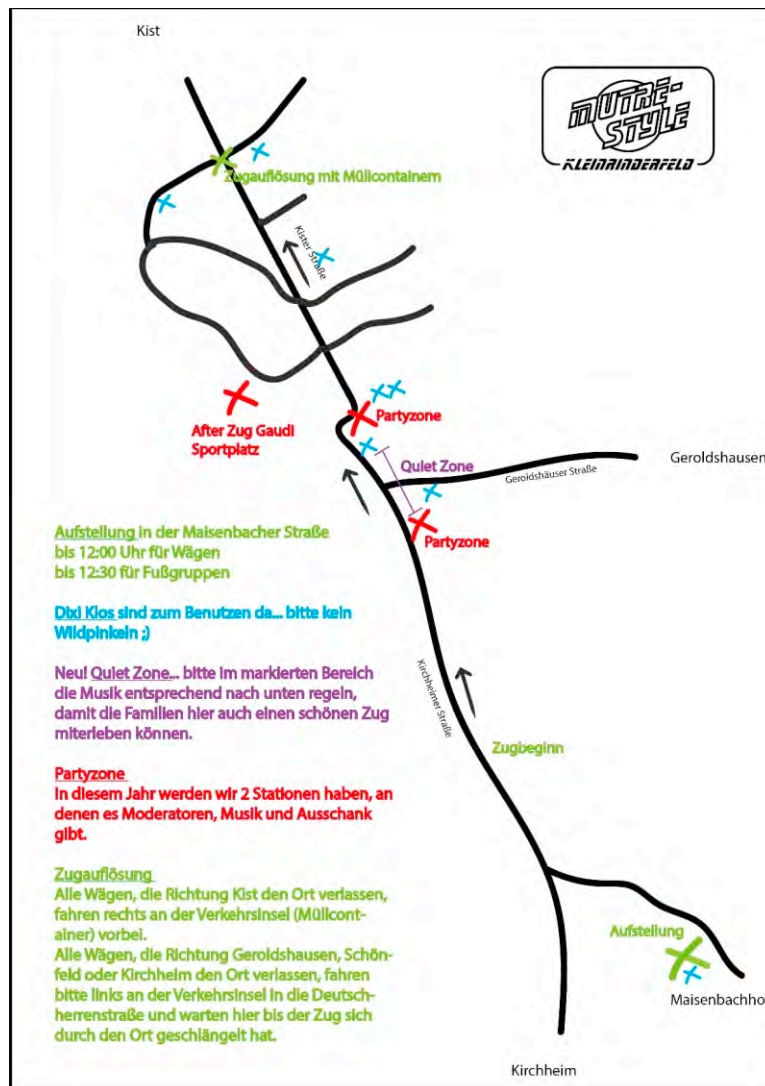 Kist
MUTRE-
STYLE
KLEINRINDERFELD
Zugauflösung mit Müllcontainern
Kister Straße
Partyzone
After Zug Gaudi
Sportplatz
Quiet Zone
Geroldshausen
Geroldshäuser Straße
Partyzone
Aufstellung in der Maisenbacher Straße
bis 12:00 Uhr für Wägen
bis 12:30 für Fußgruppen
Dixi Klos sind zum Benutzen da... bitte kein
Wildpinkeln ;)
Neu! Quiet Zone... bitte im markierten Bereich
die Musik entsprechend nach unten regeln,
damit die Familien hier auch einen schönen Zug
miterleben können.
Kirchheimer Straße
Zugbeginn
Partyzone
In diesem Jahr werden wir 2 Stationen haben, an
denen es Moderatoren, Musik und Ausschank
gibt.
Zugauflösung
Alle Wägen, die Richtung Kist den Ort verlassen,
fahren rechts an der Verkehrsinsel (Müllcont-
ainer) vorbei.
Alle Wägen, die Richtung Geroldshausen, Schön-
feld oder Kirchheim den Ort verlassen, fahren
bitte links an der Verkehrsinsel in die Deutsch-
herrenstraße und warten hier bis der Zug sich
durch den Ort geschlängelt hat.
Aufstellung
Maisenbachho
Kirchheim